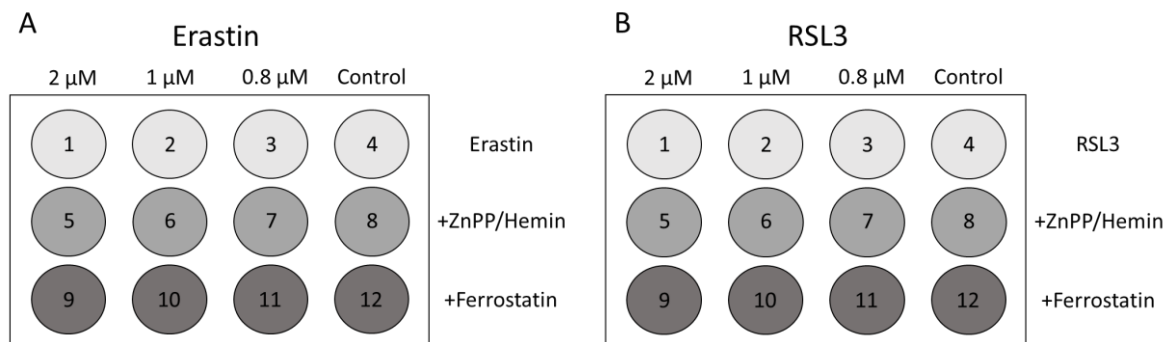 A
Erastin
2 μM 1 μM 0.8 μM Control
1 2 3 4 Erastin
5 6 7 8 +ZnPP/Hemin
9 10 11 12 +Ferrostatin
B
RSL3
2 μM 1 μM 0.8 μM Control
1 2 3 4 RSL3
5 6 7 8 +ZnPP/Hemin
9 10 11 12 +Ferrostatin